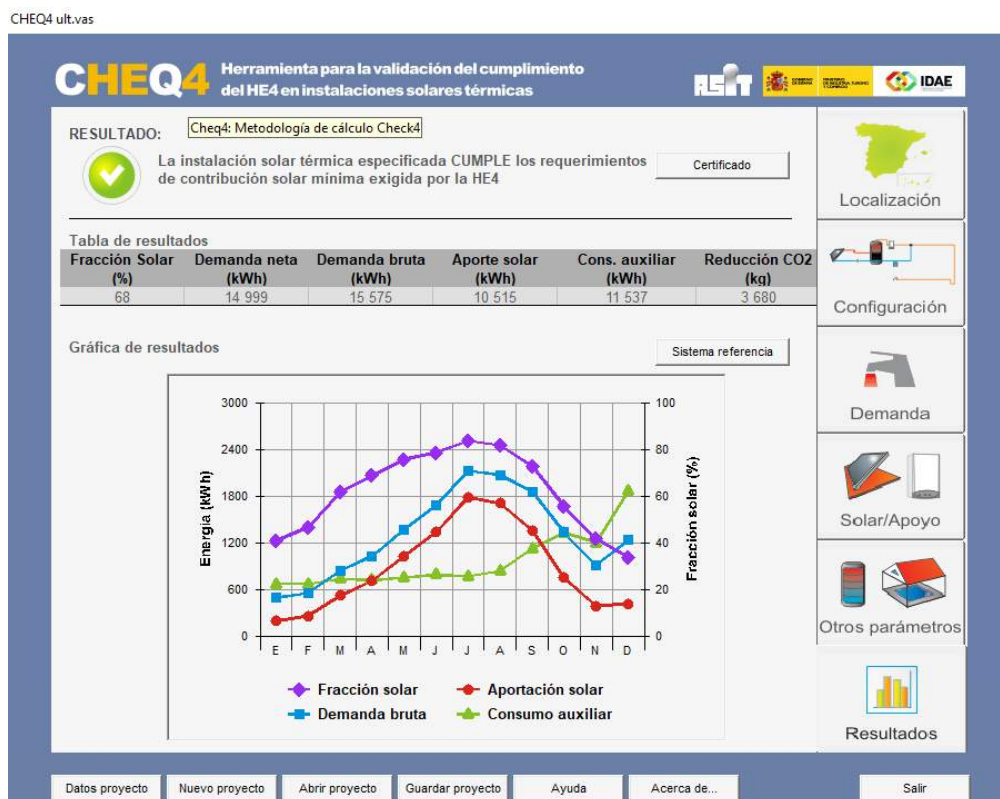 CHEQ4 ult.vas
CHEQ4
Herramienta para la validación del cumplimiento
del HE4 en instalaciones solares térmicas
ASIT
IDAE
RESULTADO:
Cheq4: Metodología de cálculo Check4
La instalación solar térmica especificada CUMPLE los requerimientos
de contribución solar mínima exigida por la HE4
Certificado
Tabla de resultados
Fracción Solar Demanda neta Demanda bruta Aporte solar Cons. auxiliar Reducción CO2
(%) (kWh) (kWh) (kWh) (kWh) (kg)
68 14 999 15 575 10 515 11 537 3 680
Gráfica de resultados
Sistema referencia
3000
2400
1800
1200
600
0
Energía (kWh)
100
80
60
40
20
0
Fracción solar (%)
E F M A M J J A S O N D
Fracción solar
Aportación solar
Demanda bruta
Consumo auxiliar
Localización
Configuración
Demanda
Solar/Apoyo
Otros parámetros
Resultados
Datos proyecto
Nuevo proyecto
Abrir proyecto
Guardar proyecto
Ayuda
Acerca de...
Salir